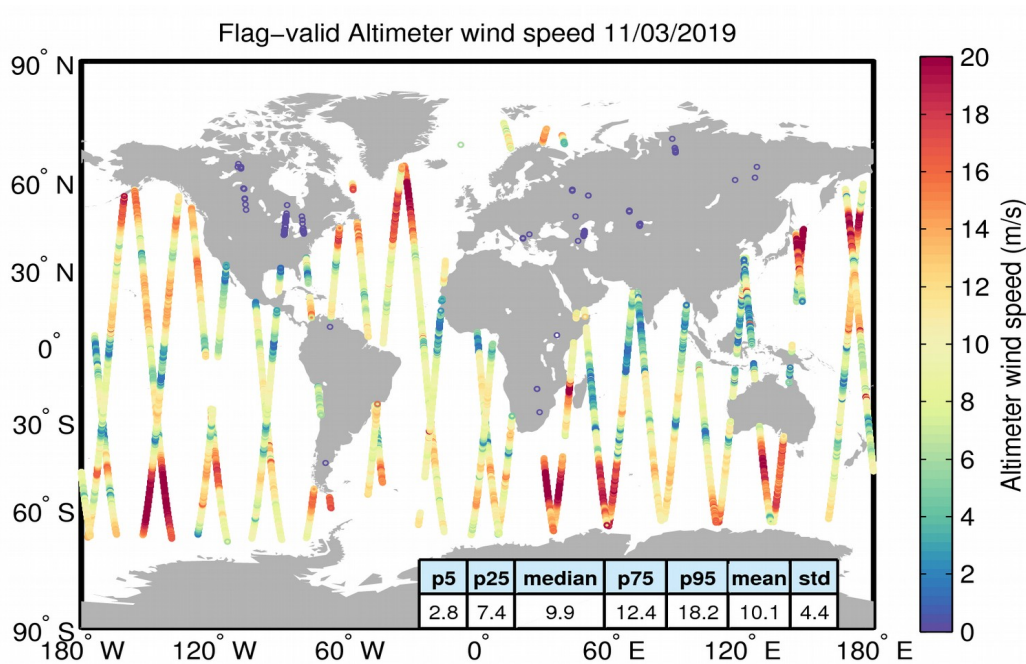 Flag−valid Altimeter wind speed 11/03/2019
90° N
60° N
30° N
0°
30° S
60° S
90° S
180° W
120° W
60° W
0°
60° E
120° E
180° E
20
18
16
14
12
10
8
6
4
2
0
Altimeter wind speed (m/s)
p5 p25 median p75 p95 mean std
2.8 7.4 9.9 12.4 18.2 10.1 4.4